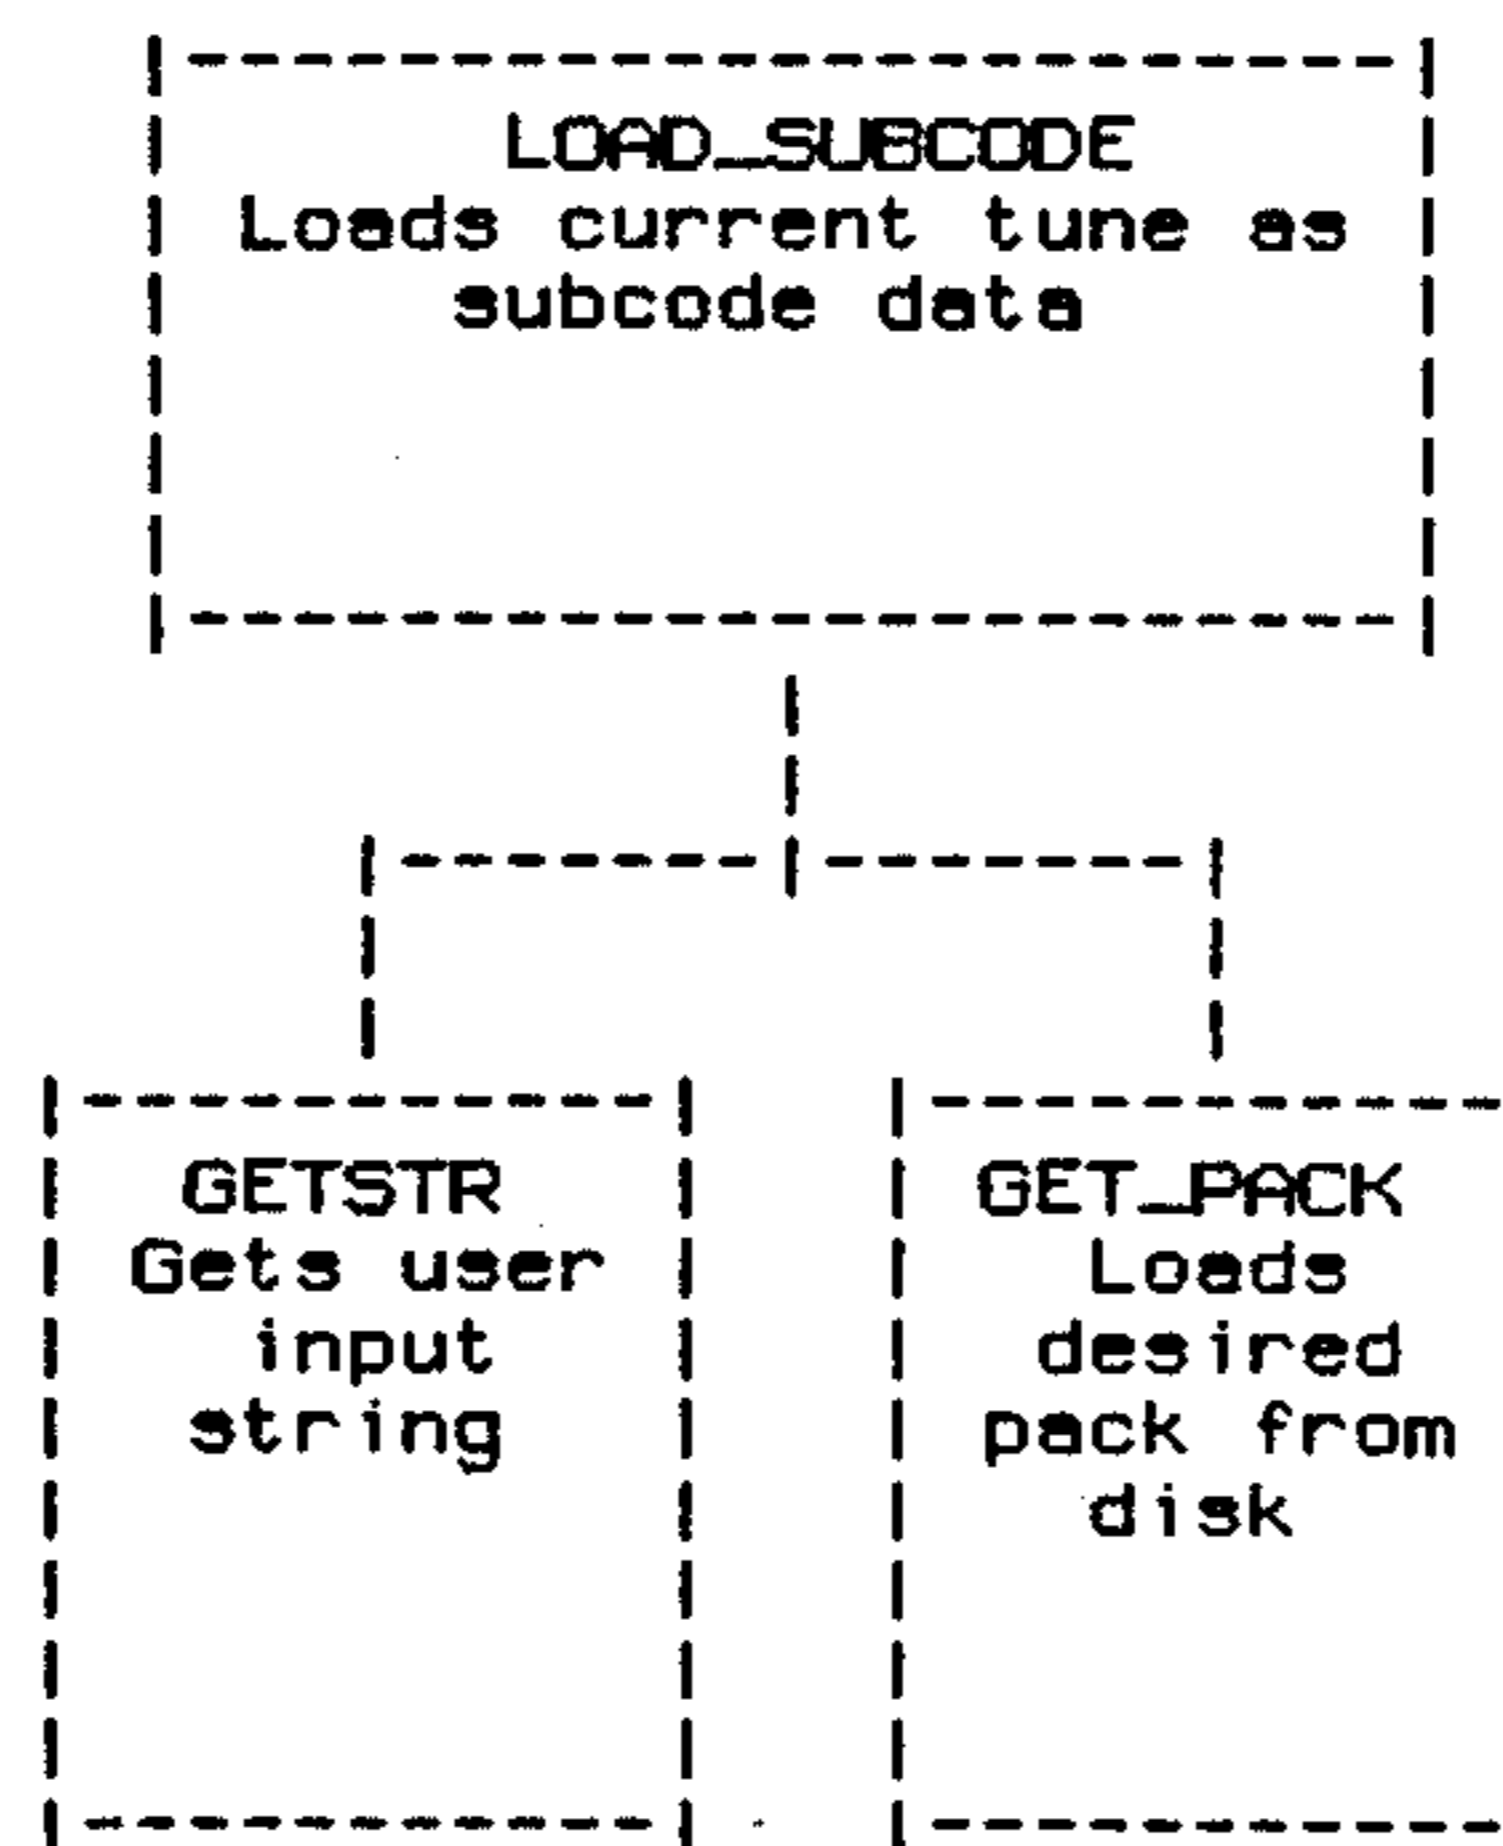 LOAD_SUBCODE
Loads current tune as
subcode data
GETSTR
Gets user
input
string
GET_PACK
Loads
desired
pack from
disk